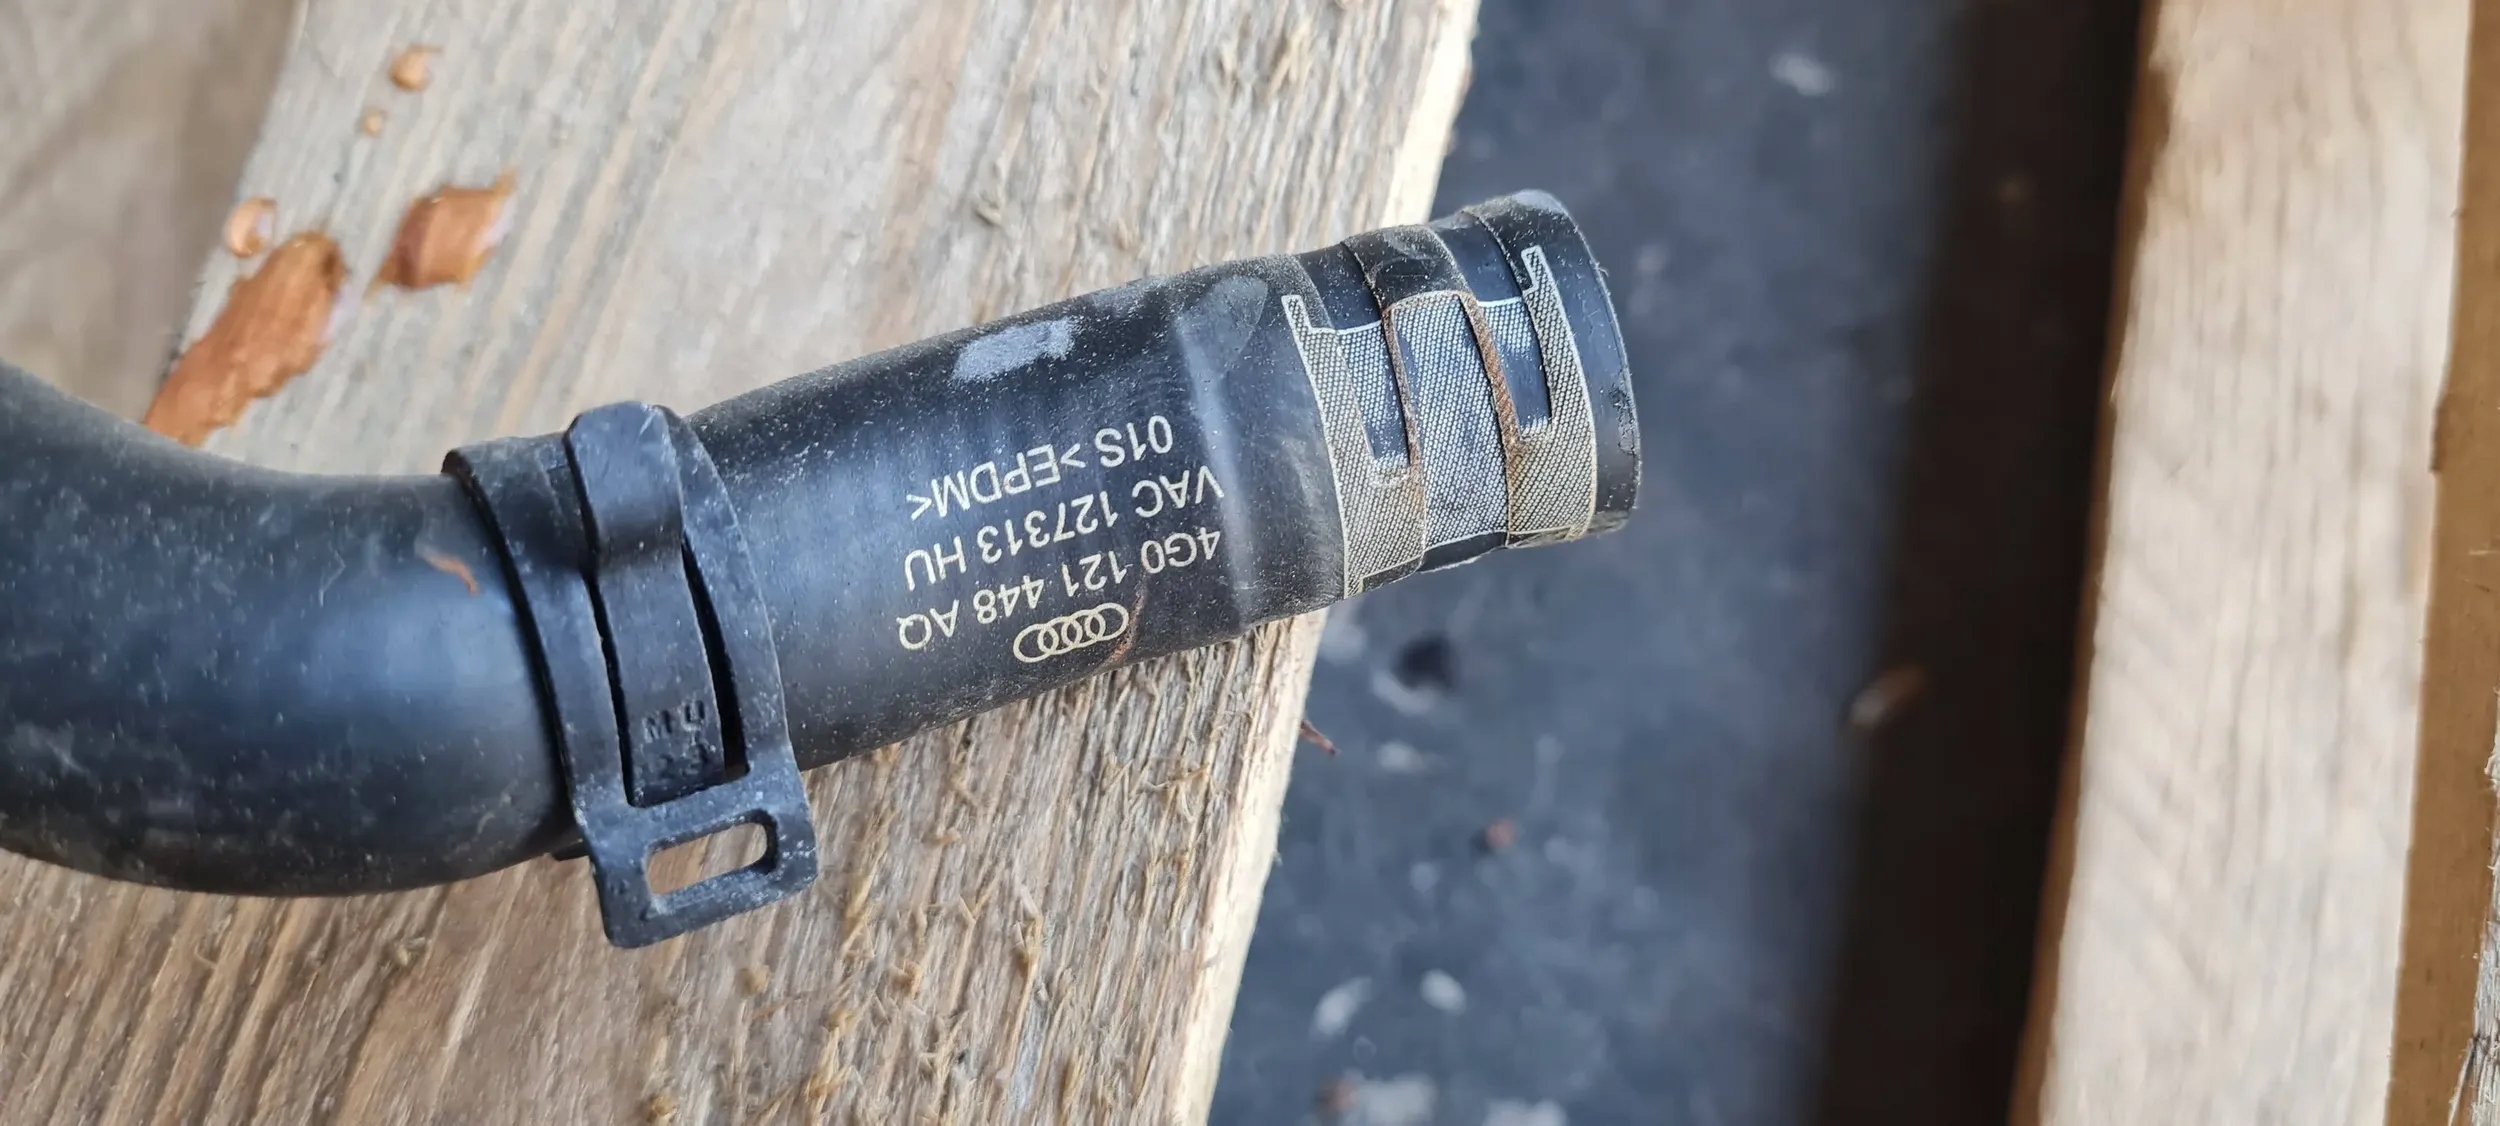 4G0 121 448 AQ
VAC 127313 HU
01S >EPDM<